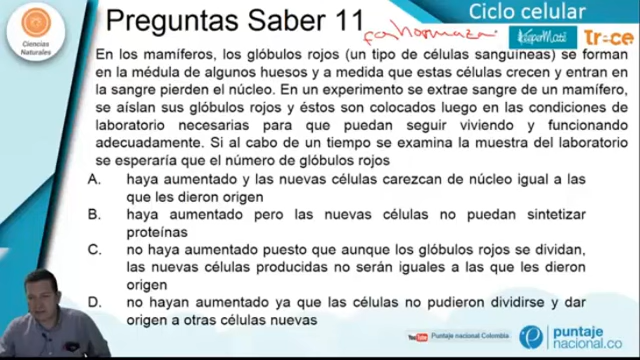 Ciencias
Naturales
Preguntas Saber 11
Ciclo celular
tr ce
En los mamíferos, los glóbulos rojos (un tipo de células sanguíneas) se forman
en la médula de algunos huesos y a medida que estas células crecen y entran en
la sangre pierden el núcleo. En un experimento se extrae sangre de un mamífero,
se aíslan sus glóbulos rojos y éstos son colocados luego en las condiciones de
laboratorio necesarias para que puedan seguir viviendo y funcionando
adecuadamente. Si al cabo de un tiempo se examina la muestra del laboratorio
se esperaría que el número de glóbulos rojos
A. haya aumentado y las nuevas células carezcan de núcleo igual a las
que les dieron origen
B. haya aumentado pero las nuevas células no puedan sintetizar
proteínas
C. no haya aumentado puesto que aunque los glóbulos rojos se dividan,
las nuevas células producidas no serán iguales a las que les dieron
origen
D. no hayan aumentado ya que las células no pudieron dividirse y dar
origen a otras células nuevas
You Tube Puntaje nacional Colombia
puntaje
nacional.co